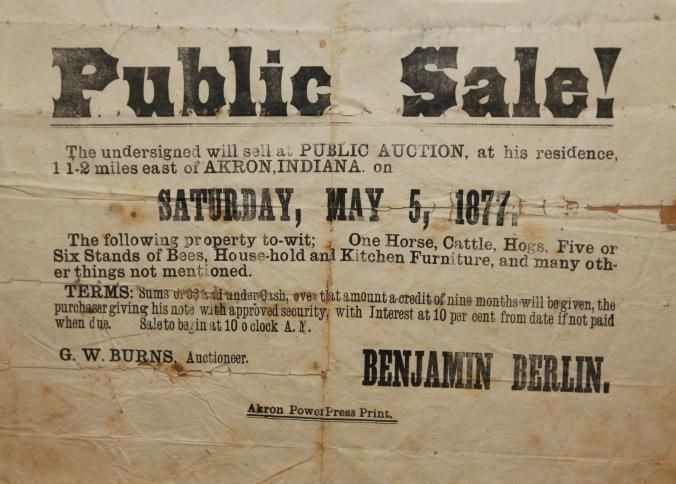 Public Sale!
The undersigned will sell at PUBLIC AUCTION, at his residence,
1 1-2 miles east of AKRON, INDIANA. on
SATURDAY, MAY 5, 1877.
The following property to-wit; One Horse, Cattle, Hogs. Five or
Six Stands of Bees, House-hold and Kitchen Furniture, and many oth-
er things not mentioned.
TERMS: Sums of $3 and under Cash, over that amount a credit of nine months will be given, the
purchaser giving his note with approved security, with Interest at 10 per cent from date if not paid
when due. Sale to begin at 10 o clock A. M.
G. W. BURNS, Auctioneer.
BENJAMIN BERLIN.
Akron Power Press Print.